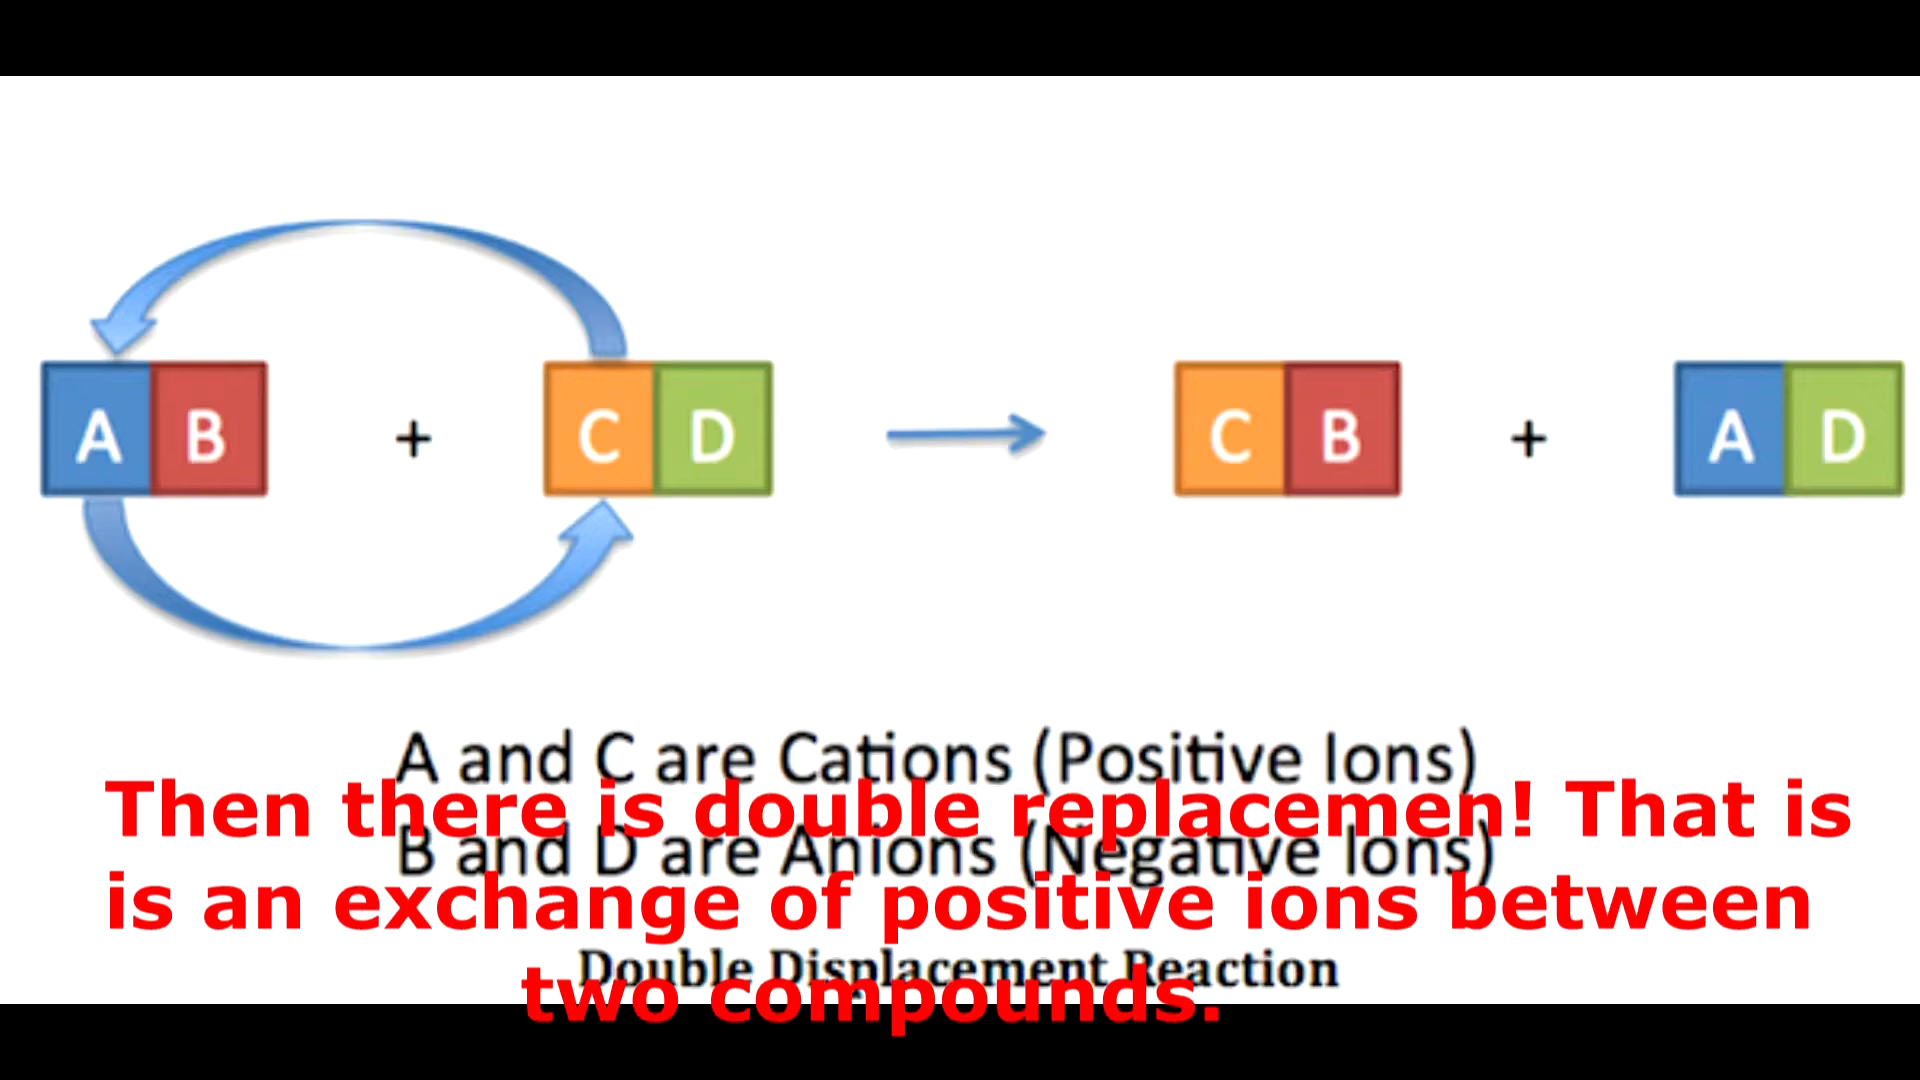 A B + C D C B + A D
A and C are Cations (Positive Ions)
Then there is double replacemen! That is
B and D are Anions (Negative Ions)
is an exchange of positive ions between
Double Displacement Reaction
two compounds.